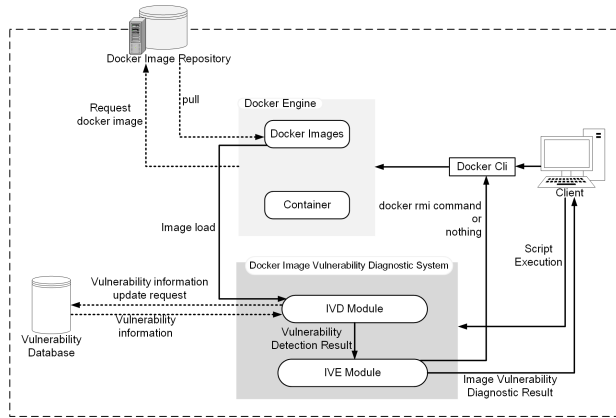 Docker Image Repository
Request
docker image
pull
Docker Engine
Docker Images
Container
Docker Cli
Client
docker rmi command
or
nothing
Image load
Script
Execution
Docker Image Vulnerability Diagnostic System
Vulnerability information
update request
Vulnerability
information
Vulnerability
Database
IVD Module
Vulnerability
Detection Result
IVE Module
Image Vulnerability
Diagnostic Result